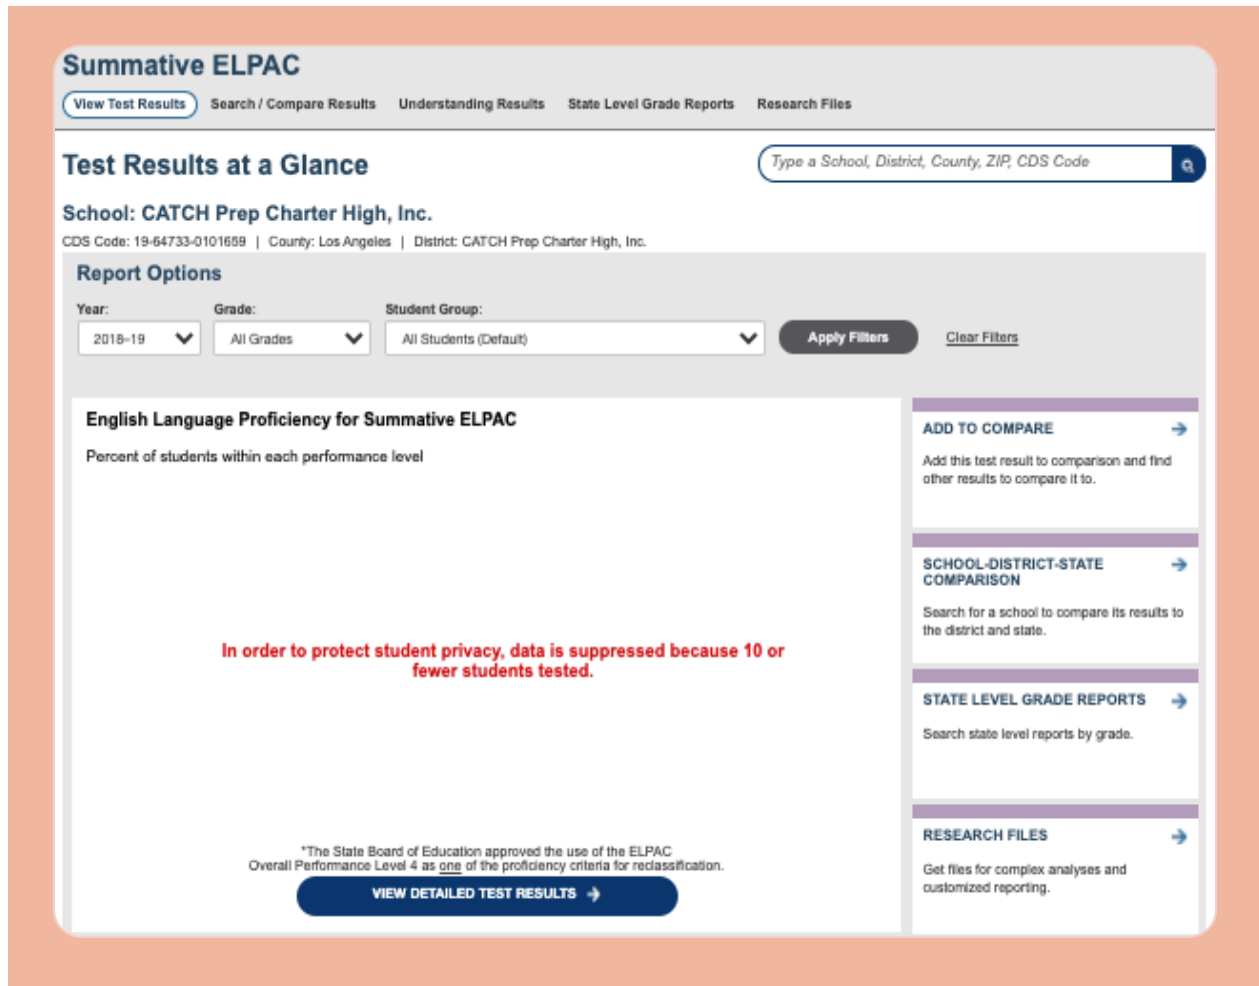 Summative ELPAC
View Test Results Search / Compare Results Understanding Results State Level Grade Reports Research Files
Test Results at a Glance
Type a School, District, County, ZIP, CDS Code
School: CATCH Prep Charter High, Inc.
CDS Code: 19-64733-0101659 | County: Los Angeles | District: CATCH Prep Charter High, Inc.
Report Options
Year: Grade: Student Group:
2018–19 All Grades All Students (Default) Apply Filters Clear Filters
English Language Proficiency for Summative ELPAC
Percent of students within each performance level
In order to protect student privacy, data is suppressed because 10 or
fewer students tested.
*The State Board of Education approved the use of the ELPAC
Overall Performance Level 4 as one of the proficiency criteria for reclassification.
VIEW DETAILED TEST RESULTS
ADD TO COMPARE
Add this test result to comparison and find
other results to compare it to.
SCHOOL-DISTRICT-STATE
COMPARISON
Search for a school to compare its results to
the district and state.
STATE LEVEL GRADE REPORTS
Search state level reports by grade.
RESEARCH FILES
Get files for complex analyses and
customized reporting.